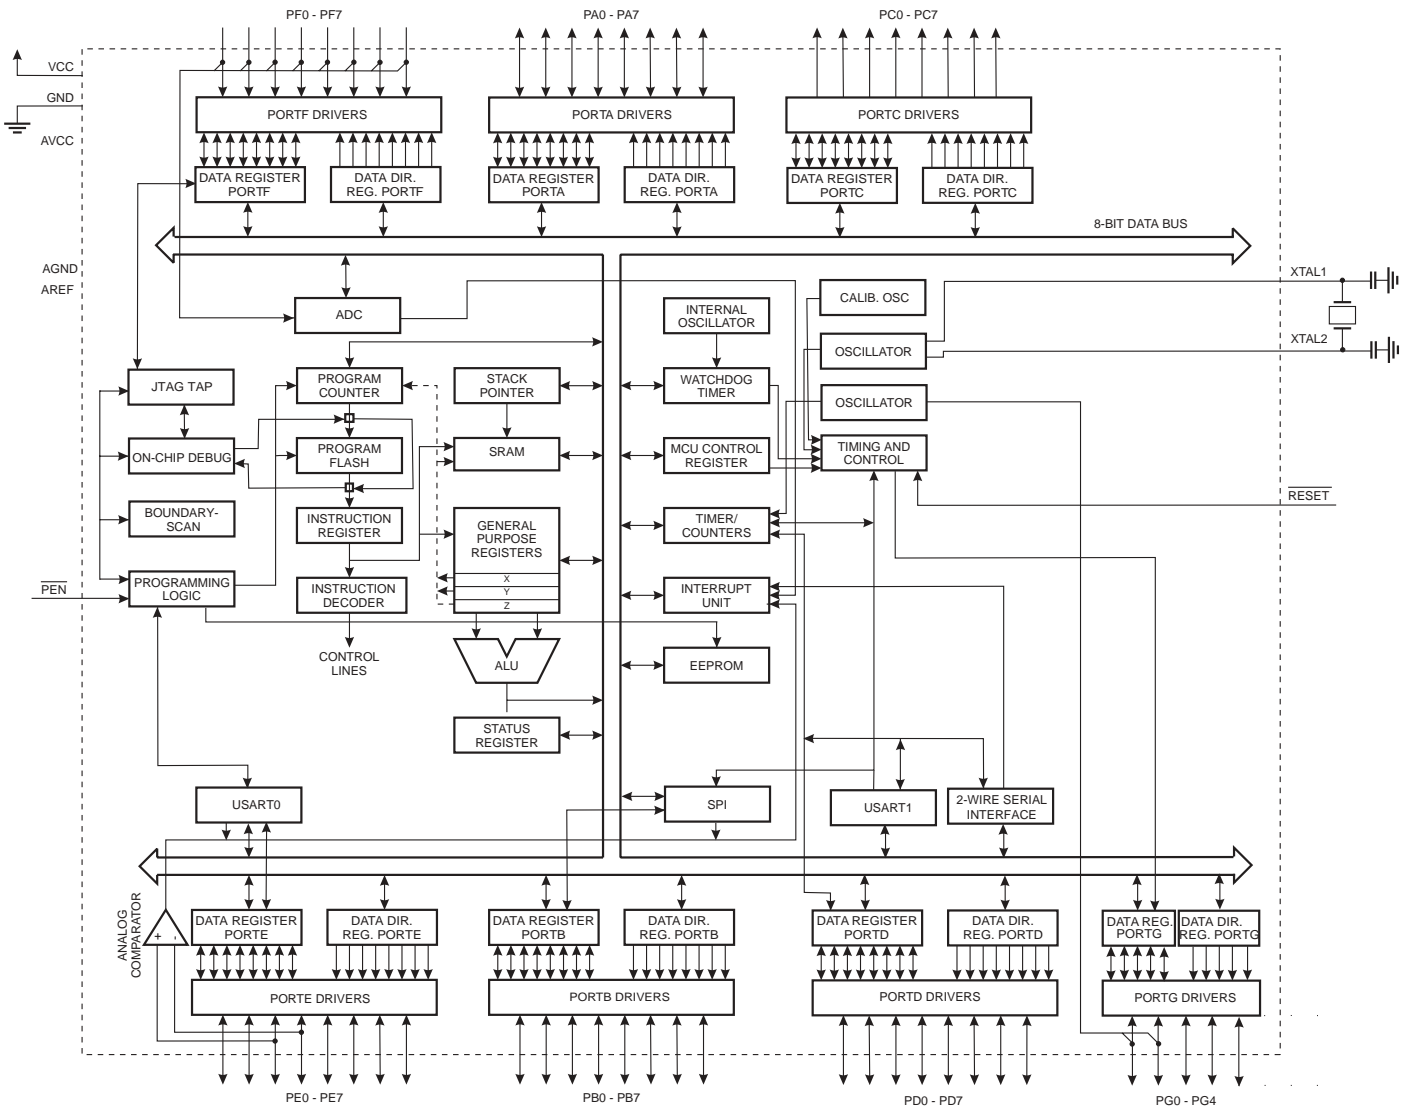 PF0 - PF7
PA0 - PA7
PC0 - PC7
VCC
GND
AVCC
PORTF DRIVERS
PORTA DRIVERS
PORTC DRIVERS
DATA REGISTER
PORTF
DATA DIR.
REG. PORTF
DATA REGISTER
PORTA
DATA DIR.
REG. PORTA
DATA REGISTER
PORTC
DATA DIR.
REG. PORTC
8-BIT DATA BUS
AGND
AREF
XTAL1
XTAL2
ADC
INTERNAL
OSCILLATOR
CALIB. OSC
OSCILLATOR
JTAG TAP
PROGRAM
COUNTER
STACK
POINTER
WATCHDOG
TIMER
OSCILLATOR
ON-CHIP DEBUG
PROGRAM
FLASH
SRAM
MCU CONTROL
REGISTER
TIMING AND
CONTROL
RESET
BOUNDARY-
SCAN
INSTRUCTION
REGISTER
GENERAL
PURPOSE
REGISTERS
X
Y
Z
TIMER/
COUNTERS
PEN
PROGRAMMING
LOGIC
INSTRUCTION
DECODER
INTERRUPT
UNIT
CONTROL
LINES
ALU
EEPROM
STATUS
REGISTER
USART0
SPI
USART1
2-WIRE SERIAL
INTERFACE
ANALOG
COMPARATOR
+
-
DATA REGISTER
PORTE
DATA DIR.
REG. PORTE
DATA REGISTER
PORTB
DATA DIR.
REG. PORTB
DATA REGISTER
PORTD
DATA DIR.
REG. PORTD
DATA REG.
PORTG
DATA DIR.
REG. PORTG
PORTE DRIVERS
PORTB DRIVERS
PORTD DRIVERS
PORTG DRIVERS
PE0 - PE7
PB0 - PB7
PD0 - PD7
PG0 - PG4